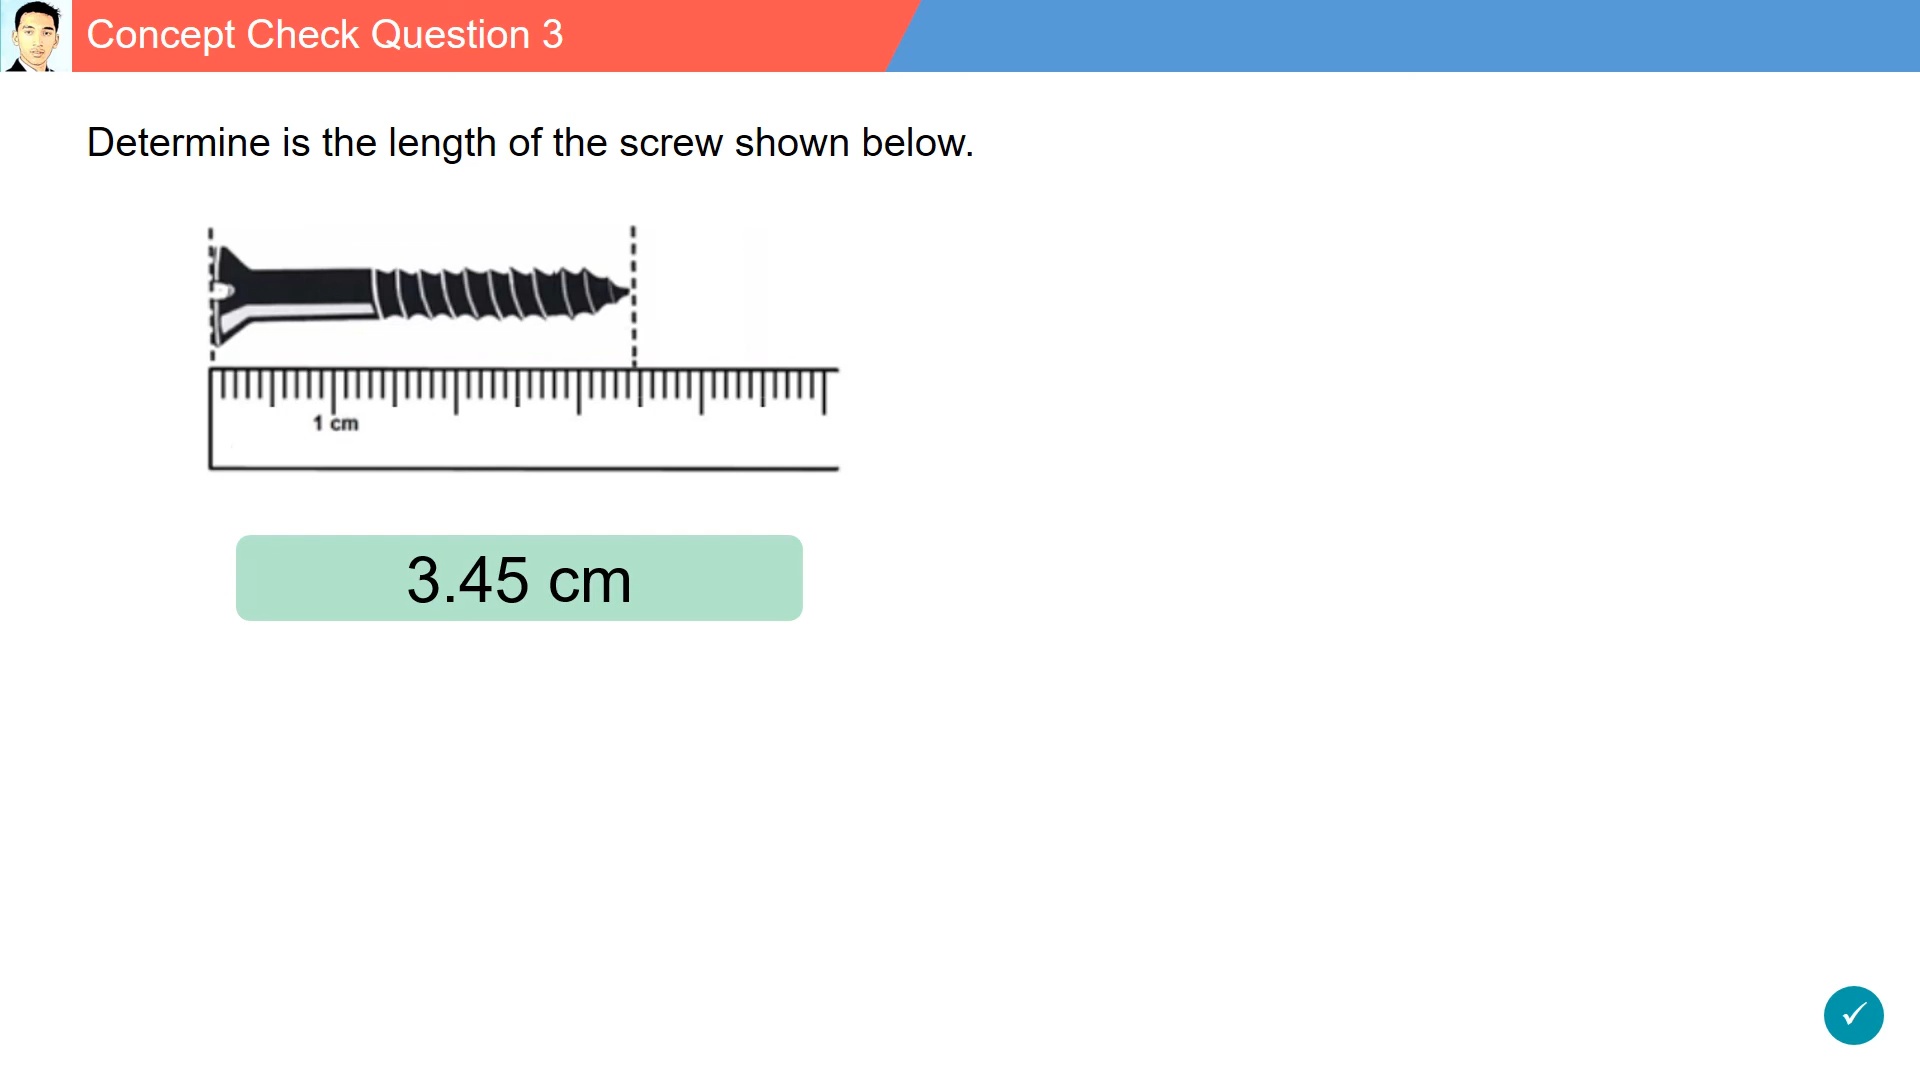 Concept Check Question 3
Determine is the length of the screw shown below.
1 cm
3.45 cm